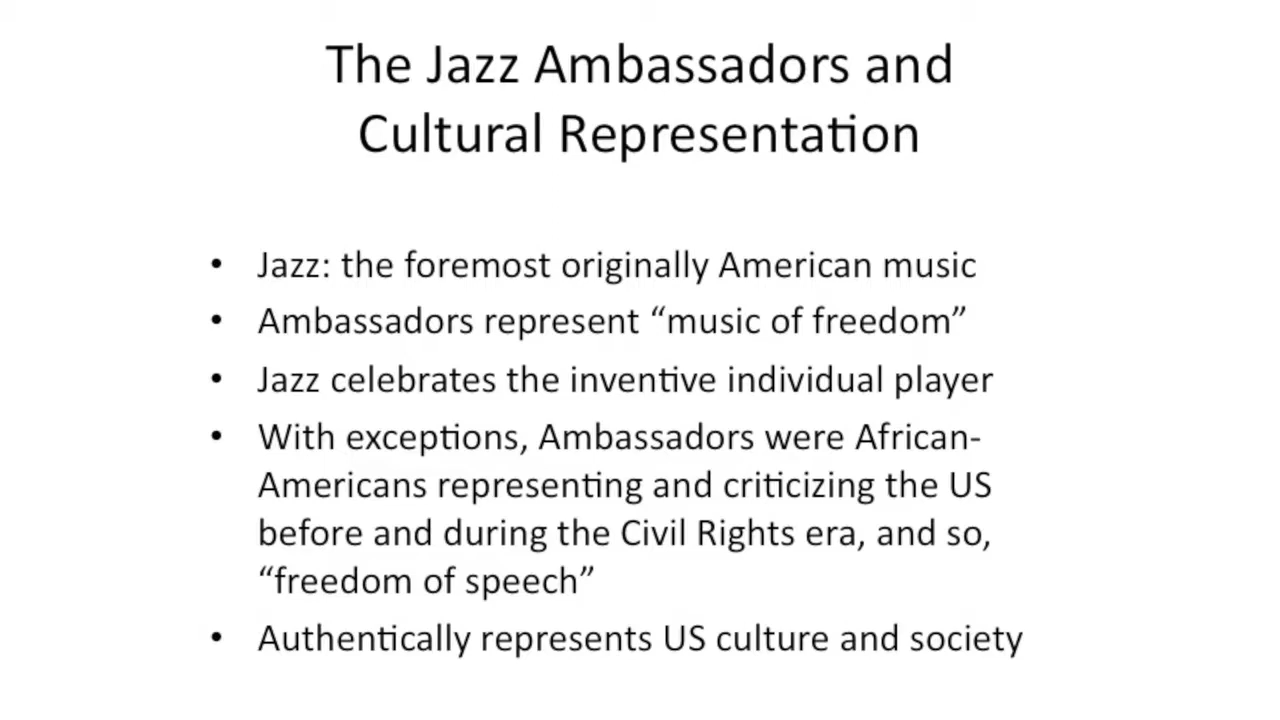 The Jazz Ambassadors and
Cultural Representation
• Jazz: the foremost originally American music
• Ambassadors represent “music of freedom”
• Jazz celebrates the inventive individual player
• With exceptions, Ambassadors were African-
Americans representing and criticizing the US
before and during the Civil Rights era, and so,
“freedom of speech”
• Authentically represents US culture and society